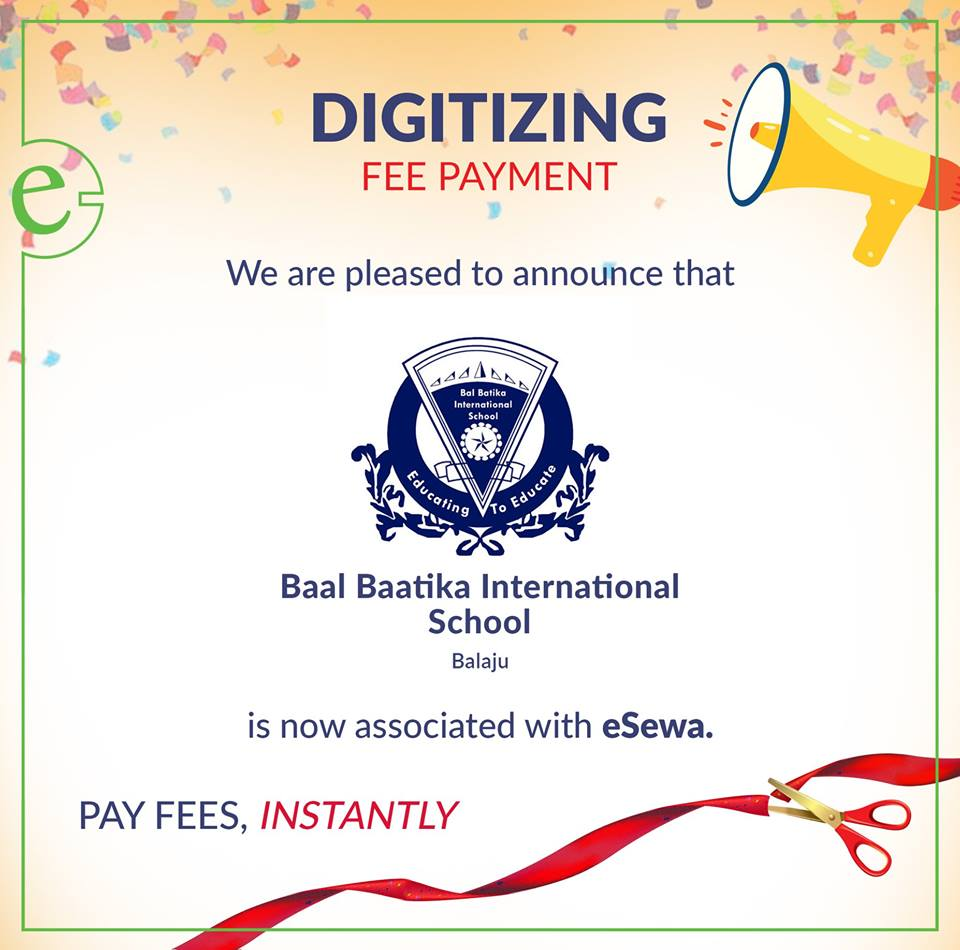 DIGITIZING
FEE PAYMENT
e
We are pleased to announce that
Bal Batika
International
School
Educating To Educate
Baal Baatika International
School
Balaju
is now associated with eSewa.
PAY FEES, INSTANTLY